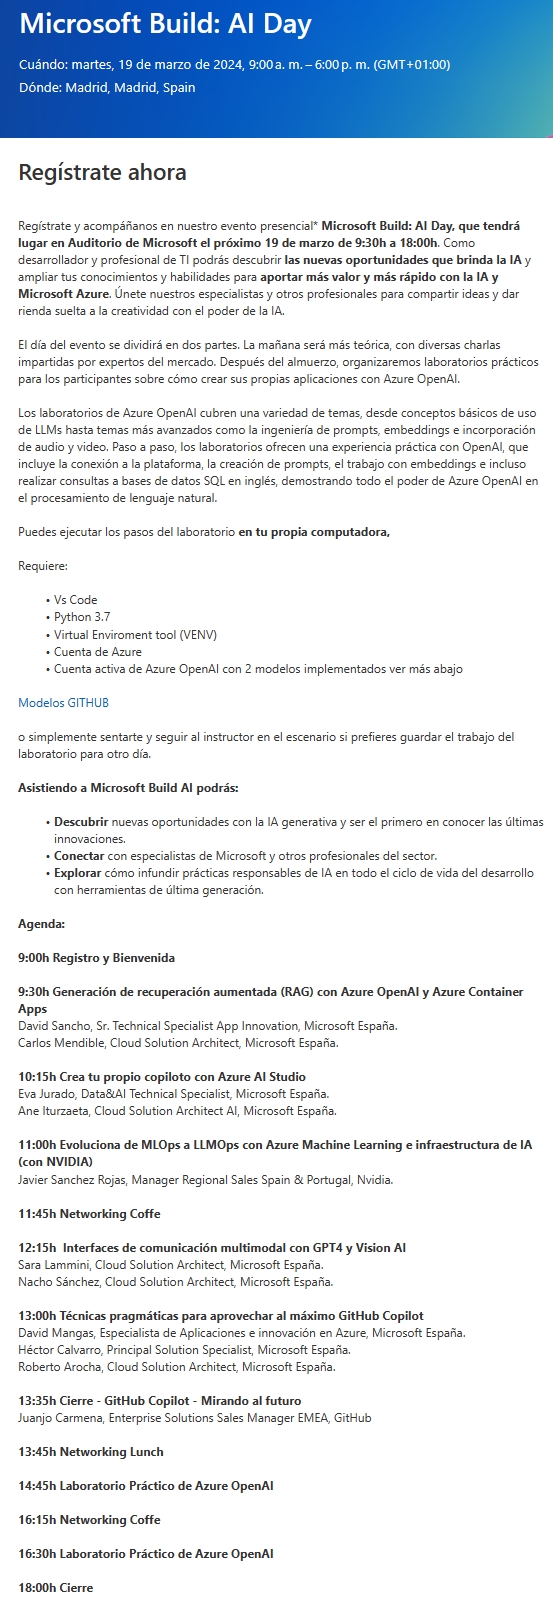 Microsoft Build: AI Day
Cuándo: martes, 19 de marzo de 2024, 9:00 a. m. – 6:00 p. m. (GMT+01:00)
Dónde: Madrid, Madrid, Spain
Regístrate ahora
Regístrate y acompáñanos en nuestro evento presencial* Microsoft Build: AI Day, que tendrá
lugar en Auditorio de Microsoft el próximo 19 de marzo de 9:30h a 18:00h. Como
desarrollador y profesional de TI podrás descubrir las nuevas oportunidades que brinda la IA y
ampliar tus conocimientos y habilidades para aportar más valor y más rápido con la IA y
Microsoft Azure. Únete nuestros especialistas y otros profesionales para compartir ideas y dar
rienda suelta a la creatividad con el poder de la IA.
El día del evento se dividirá en dos partes. La mañana será más teórica, con diversas charlas
impartidas por expertos del mercado. Después del almuerzo, organizaremos laboratorios prácticos
para los participantes sobre cómo crear sus propias aplicaciones con Azure OpenAI.
Los laboratorios de Azure OpenAI cubren una variedad de temas, desde conceptos básicos de uso
de LLMs hasta temas más avanzados como la ingeniería de prompts, embeddings e incorporación
de audio y video. Paso a paso, los laboratorios ofrecen una experiencia práctica con OpenAI, que
incluye la conexión a la plataforma, la creación de prompts, el trabajo con embeddings e incluso
realizar consultas a bases de datos SQL en inglés, demostrando todo el poder de Azure OpenAI en
el procesamiento de lenguaje natural.
Puedes ejecutar los pasos del laboratorio en tu propia computadora,
Requiere:
• Vs Code
• Python 3.7
• Virtual Enviroment tool (VENV)
• Cuenta de Azure
• Cuenta activa de Azure OpenAI con 2 modelos implementados ver más abajo
Modelos GITHUB
o simplemente sentarte y seguir al instructor en el escenario si prefieres guardar el trabajo del
laboratorio para otro día.
Asistiendo a Microsoft Build AI podrás:
• Descubrir nuevas oportunidades con la IA generativa y ser el primero en conocer las últimas
innovaciones.
• Conectar con especialistas de Microsoft y otros profesionales del sector.
• Explorar cómo infundir prácticas responsables de IA en todo el ciclo de vida del desarrollo
con herramientas de última generación.
Agenda:
9:00h Registro y Bienvenida
9:30h Generación de recuperación aumentada (RAG) con Azure OpenAI y Azure Container
Apps
David Sancho, Sr. Technical Specialist App Innovation, Microsoft España.
Carlos Mendible, Cloud Solution Architect, Microsoft España.
10:15h Crea tu propio copiloto con Azure AI Studio
Eva Jurado, Data&AI Technical Specialist, Microsoft España.
Ane Iturzaeta, Cloud Solution Architect AI, Microsoft España.
11:00h Evoluciona de MLOps a LLMOps con Azure Machine Learning e infraestructura de IA
(con NVIDIA)
Javier Sanchez Rojas, Manager Regional Sales Spain & Portugal, Nvidia.
11:45h Networking Coffe
12:15h  Interfaces de comunicación multimodal con GPT4 y Vision AI
Sara Lammini, Cloud Solution Architect, Microsoft España.
Nacho Sánchez, Cloud Solution Architect, Microsoft España.
13:00h Técnicas pragmáticas para aprovechar al máximo GitHub Copilot
David Mangas, Especialista de Aplicaciones e innovación en Azure, Microsoft España.
Héctor Calvarro, Principal Solution Specialist, Microsoft España.
Roberto Arocha, Cloud Solution Architect, Microsoft España.
13:35h Cierre - GitHub Copilot - Mirando al futuro
Juanjo Carmena, Enterprise Solutions Sales Manager EMEA, GitHub
13:45h Networking Lunch
14:45h Laboratorio Práctico de Azure OpenAI
16:15h Networking Coffe
16:30h Laboratorio Práctico de Azure OpenAI
18:00h Cierre